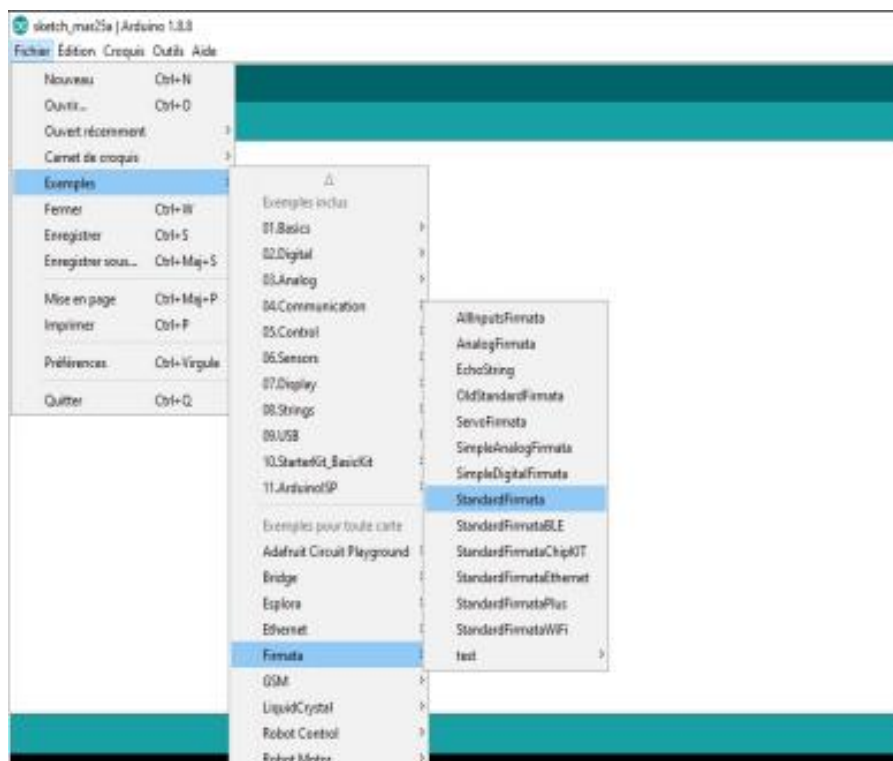 sketch_mar25a | Arduino 1.8.8
Fichier Édition Croquis Outils Aide
Nouveau Ctrl+N
Ouvrir... Ctrl+O
Ouvert récemment
Carnet de croquis
Exemples
Fermer Ctrl+W
Enregistrer Ctrl+S
Enregistrer sous... Ctrl+Maj+S
Mise en page Ctrl+Maj+P
Imprimer Ctrl+P
Préférences Ctrl+Virgule
Quitter Ctrl+Q
Exemples inclus
01.Basics
02.Digital
03.Analog
04.Communication
05.Control
06.Sensors
07.Display
08.Strings
09.USB
10.StarterKit_BasicKit
11.ArduinoISP
Exemples pour toute carte
Adafruit Circuit Playground
Bridge
Esplora
Ethernet
Firmata
GSM
LiquidCrystal
Robot Control
Robot Motor
AllInputsFirmata
AnalogFirmata
EchoString
OldStandardFirmata
ServoFirmata
SimpleAnalogFirmata
SimpleDigitalFirmata
StandardFirmata
StandardFirmataBLE
StandardFirmataChipKIT
StandardFirmataEthernet
StandardFirmataPlus
StandardFirmataWiFi
test